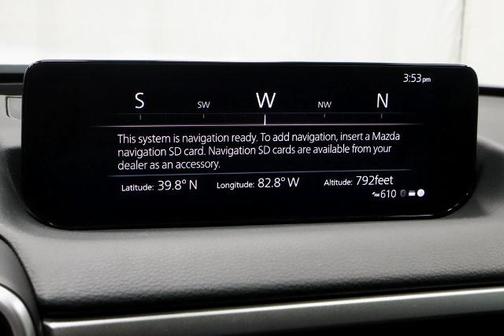 3:53pm
S SW W NW N
This system is navigation ready. To add navigation, insert a Mazda
navigation SD card. Navigation SD cards are available from your
dealer as an accessory.
Latitude: 39.8° N Longitude: 82.8° W Altitude: 792feet
610